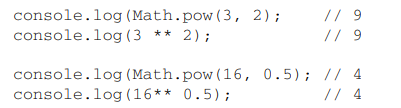 console.log(Math.pow(3, 2);    // 9
console.log(3 ** 2);           // 9

console.log(Math.pow(16, 0.5); // 4
console.log(16** 0.5);         // 4